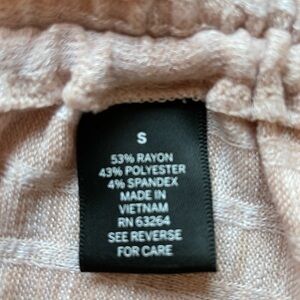 S
53% RAYON
43% POLYESTER
4% SPANDEX
MADE IN
VIETNAM
RN 63264
SEE REVERSE
FOR CARE